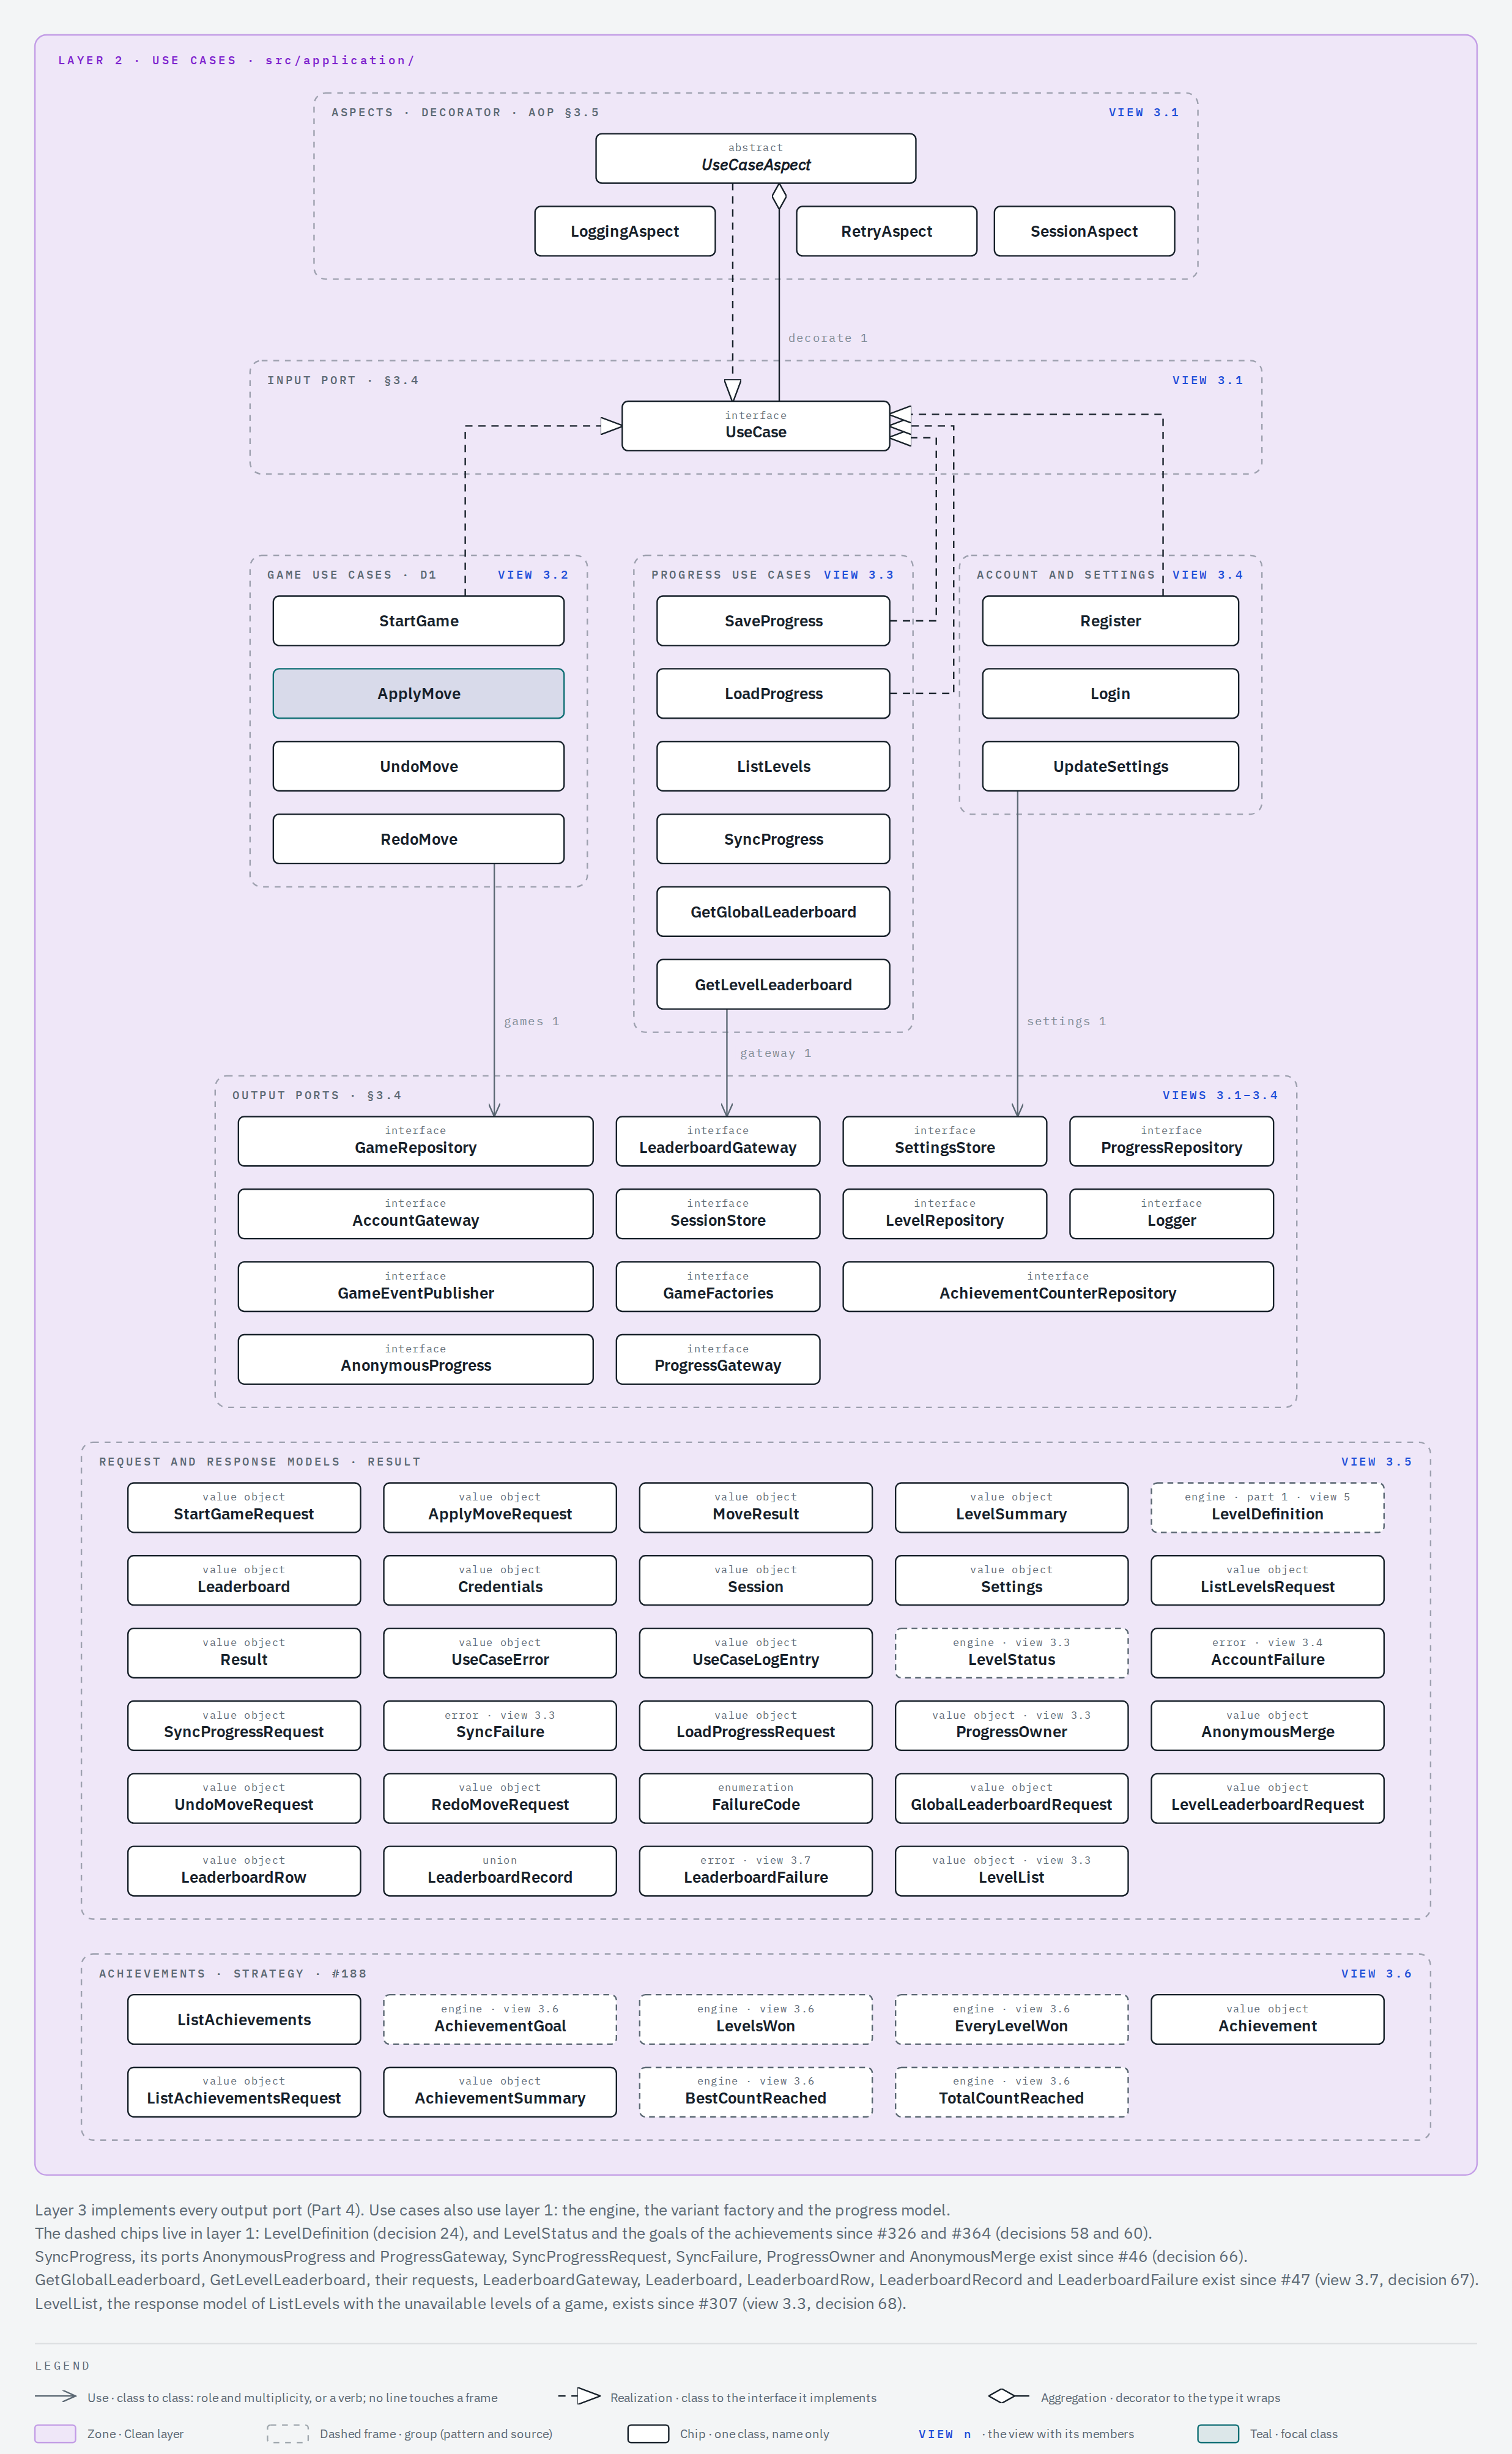 LAYER 2 · USE CASES · src/application/
ASPECTS · DECORATOR · AOP §3.5
VIEW 3.1
abstract
UseCaseAspect
LoggingAspect
RetryAspect
SessionAspect
decorate 1
INPUT PORT · §3.4
VIEW 3.1
interface
UseCase
GAME USE CASES · D1
VIEW 3.2
PROGRESS USE CASES
VIEW 3.3
ACCOUNT AND SETTINGS
VIEW 3.4
StartGame
SaveProgress
Register
ApplyMove
LoadProgress
Login
UndoMove
ListLevels
UpdateSettings
RedoMove
SyncProgress
GetGlobalLeaderboard
GetLevelLeaderboard
games 1
settings 1
gateway 1
OUTPUT PORTS · §3.4
VIEWS 3.1–3.4
interface
GameRepository
interface
LeaderboardGateway
interface
SettingsStore
interface
ProgressRepository
interface
AccountGateway
interface
SessionStore
interface
LevelRepository
interface
Logger
interface
GameEventPublisher
interface
GameFactories
interface
AchievementCounterRepository
interface
AnonymousProgress
interface
ProgressGateway
REQUEST AND RESPONSE MODELS · RESULT
VIEW 3.5
value object
StartGameRequest
value object
ApplyMoveRequest
value object
MoveResult
value object
LevelSummary
engine · part 1 · view 5
LevelDefinition
value object
Leaderboard
value object
Credentials
value object
Session
value object
Settings
value object
ListLevelsRequest
value object
Result
value object
UseCaseError
value object
UseCaseLogEntry
engine · view 3.3
LevelStatus
error · view 3.4
AccountFailure
value object
SyncProgressRequest
error · view 3.3
SyncFailure
value object
LoadProgressRequest
value object · view 3.3
ProgressOwner
value object
AnonymousMerge
value object
UndoMoveRequest
value object
RedoMoveRequest
enumeration
FailureCode
value object
GlobalLeaderboardRequest
value object
LevelLeaderboardRequest
value object
LeaderboardRow
union
LeaderboardRecord
error · view 3.7
LeaderboardFailure
value object · view 3.3
LevelList
ACHIEVEMENTS · STRATEGY · #188
VIEW 3.6
ListAchievements
engine · view 3.6
AchievementGoal
engine · view 3.6
LevelsWon
engine · view 3.6
EveryLevelWon
value object
Achievement
value object
ListAchievementsRequest
value object
AchievementSummary
engine · view 3.6
BestCountReached
engine · view 3.6
TotalCountReached
Layer 3 implements every output port (Part 4). Use cases also use layer 1: the engine, the variant factory and the progress model.
The dashed chips live in layer 1: LevelDefinition (decision 24), and LevelStatus and the goals of the achievements since #326 and #364 (decisions 58 and 60).
SyncProgress, its ports AnonymousProgress and ProgressGateway, SyncProgressRequest, SyncFailure, ProgressOwner and AnonymousMerge exist since #46 (decision 66).
GetGlobalLeaderboard, GetLevelLeaderboard, their requests, LeaderboardGateway, Leaderboard, LeaderboardRow, LeaderboardRecord and LeaderboardFailure exist since #47 (view 3.7, decision 67).
LevelList, the response model of ListLevels with the unavailable levels of a game, exists since #307 (view 3.3, decision 68).
LEGEND
Use · class to class: role and multiplicity, or a verb; no line touches a frame
Realization · class to the interface it implements
Aggregation · decorator to the type it wraps
Zone · Clean layer
Dashed frame · group (pattern and source)
Chip · one class, name only
VIEW n · the view with its members
Teal · focal class